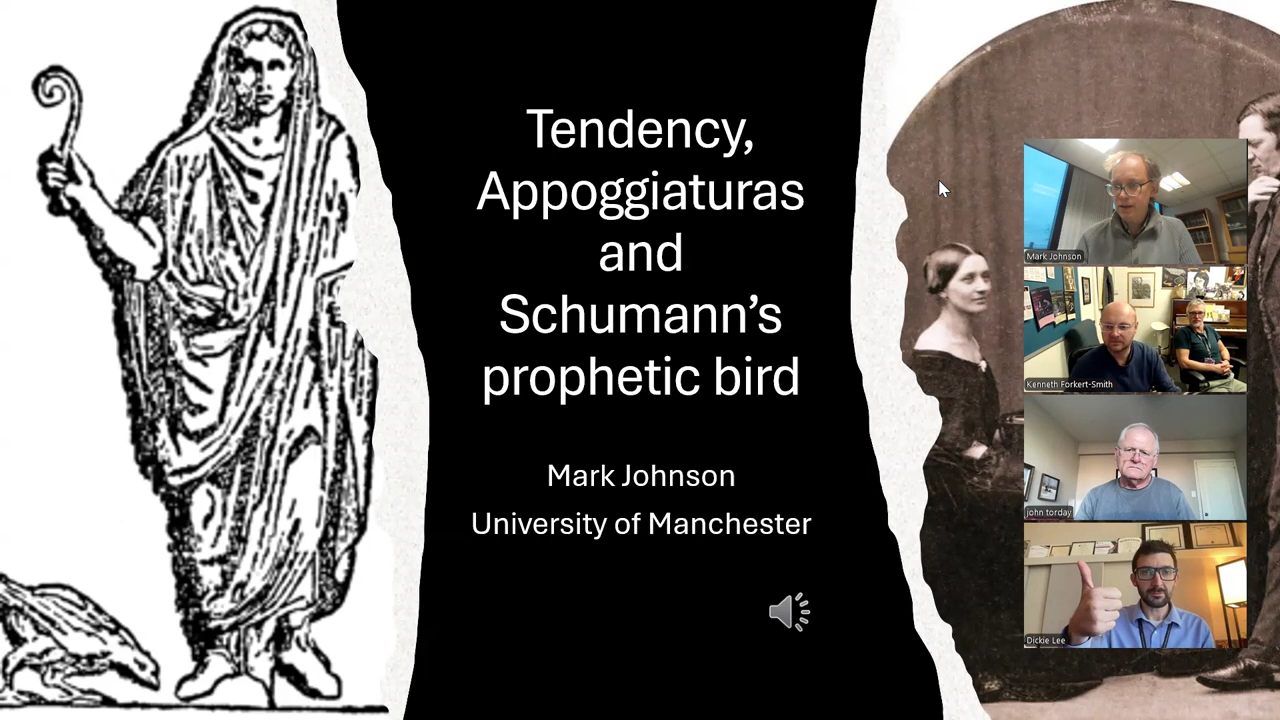 Tendency,
Appoggiaturas
and
Schumann’s
prophetic bird
Mark Johnson
University of Manchester
Mark Johnson
Kenneth Forkert-Smith
john torday
Dickie Lee